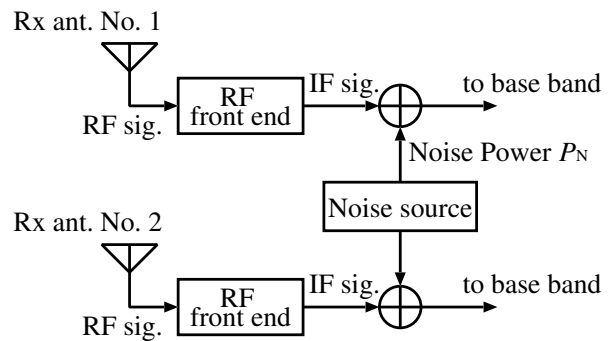 Rx ant. No. 1
RF sig.
RF
front end
IF sig.
to base band
Noise Power PN
Noise source
Rx ant. No. 2
RF sig.
RF
front end
IF sig.
to base band